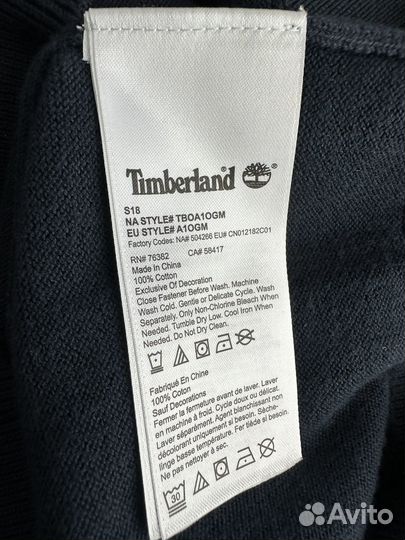 Timberland
S18
NA STYLE# TBOA1OGM
EU STYLE# A1OGM
Factory Codes: NA# 504266 EU# CN012182C01
RN# 76382 CA# 58417
Made In China
100% Cotton
Exclusive Of Decoration
Close Fastener Before Wash. Machine
Wash Cold. Gentle or Delicate Cycle. Wash
Separately. Only Non-Chlorine Bleach When
Needed. Tumble Dry Low. Cool Iron When
Needed. Do Not Dry Clean.
Fabriqué En Chine
100% Coton
Sauf Decorations
Fermer la fermeture avant de laver. Laver
en machine à froid. Cycle doux ou délicat.
Laver séparément. Agent blanchissant non
décolorant uniquement si besoin. Sèche-
linge basse température. Fer froid si besoin.
Ne pas nettoyer à sec.
30
Avito